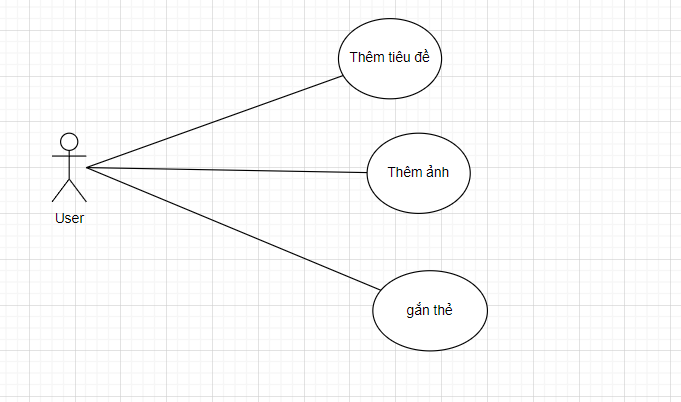 Thêm tiêu đề
Thêm ảnh
User
gắn thẻ